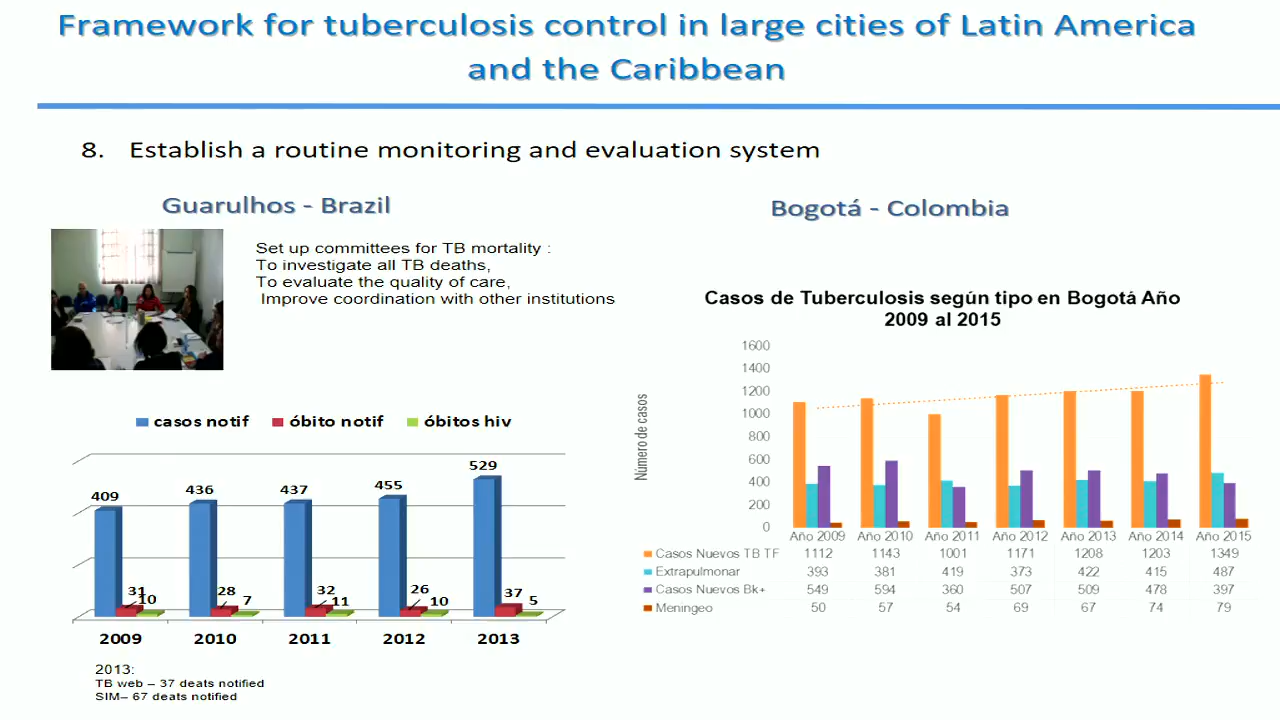 Framework for tuberculosis control in large cities of Latin America
and the Caribbean
8. Establish a routine monitoring and evaluation system
Guarulhos - Brazil
Set up committees for TB mortality :
To investigate all TB deaths,
To evaluate the quality of care,
Improve coordination with other institutions
casos notif óbito notif óbitos hiv
409 436 437 455 529
31 28 32 26 37
10 7 11 10 5
2009 2010 2011 2012 2013
2013:
TB web – 37 deats notified
SIM– 67 deats notified
Bogotá - Colombia
Casos de Tuberculosis según tipo en Bogotá Año
2009 al 2015
Número de casos
1600
1400
1200
1000
800
600
400
200
0
Año 2009 Año 2010 Año 2011 Año 2012 Año 2013 Año 2014 Año 2015
Casos Nuevos TB TF 1112 1143 1001 1171 1208 1203 1349
Extrapulmonar 393 381 419 373 422 415 487
Casos Nuevos Bk+ 549 594 360 507 509 478 397
Meningeo 50 57 54 69 67 74 79